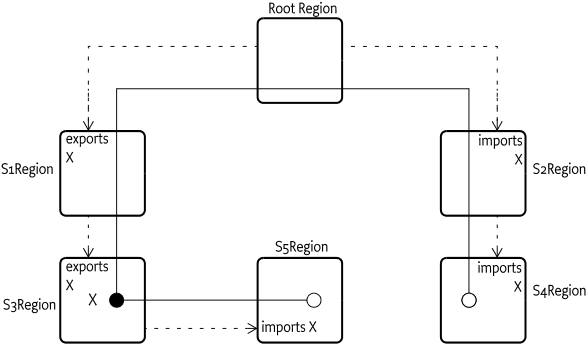 Root Region
exports
X
S1Region
imports
X
S2Region
exports
X
X
S3Region
S5Region
imports X
imports
X
S4Region